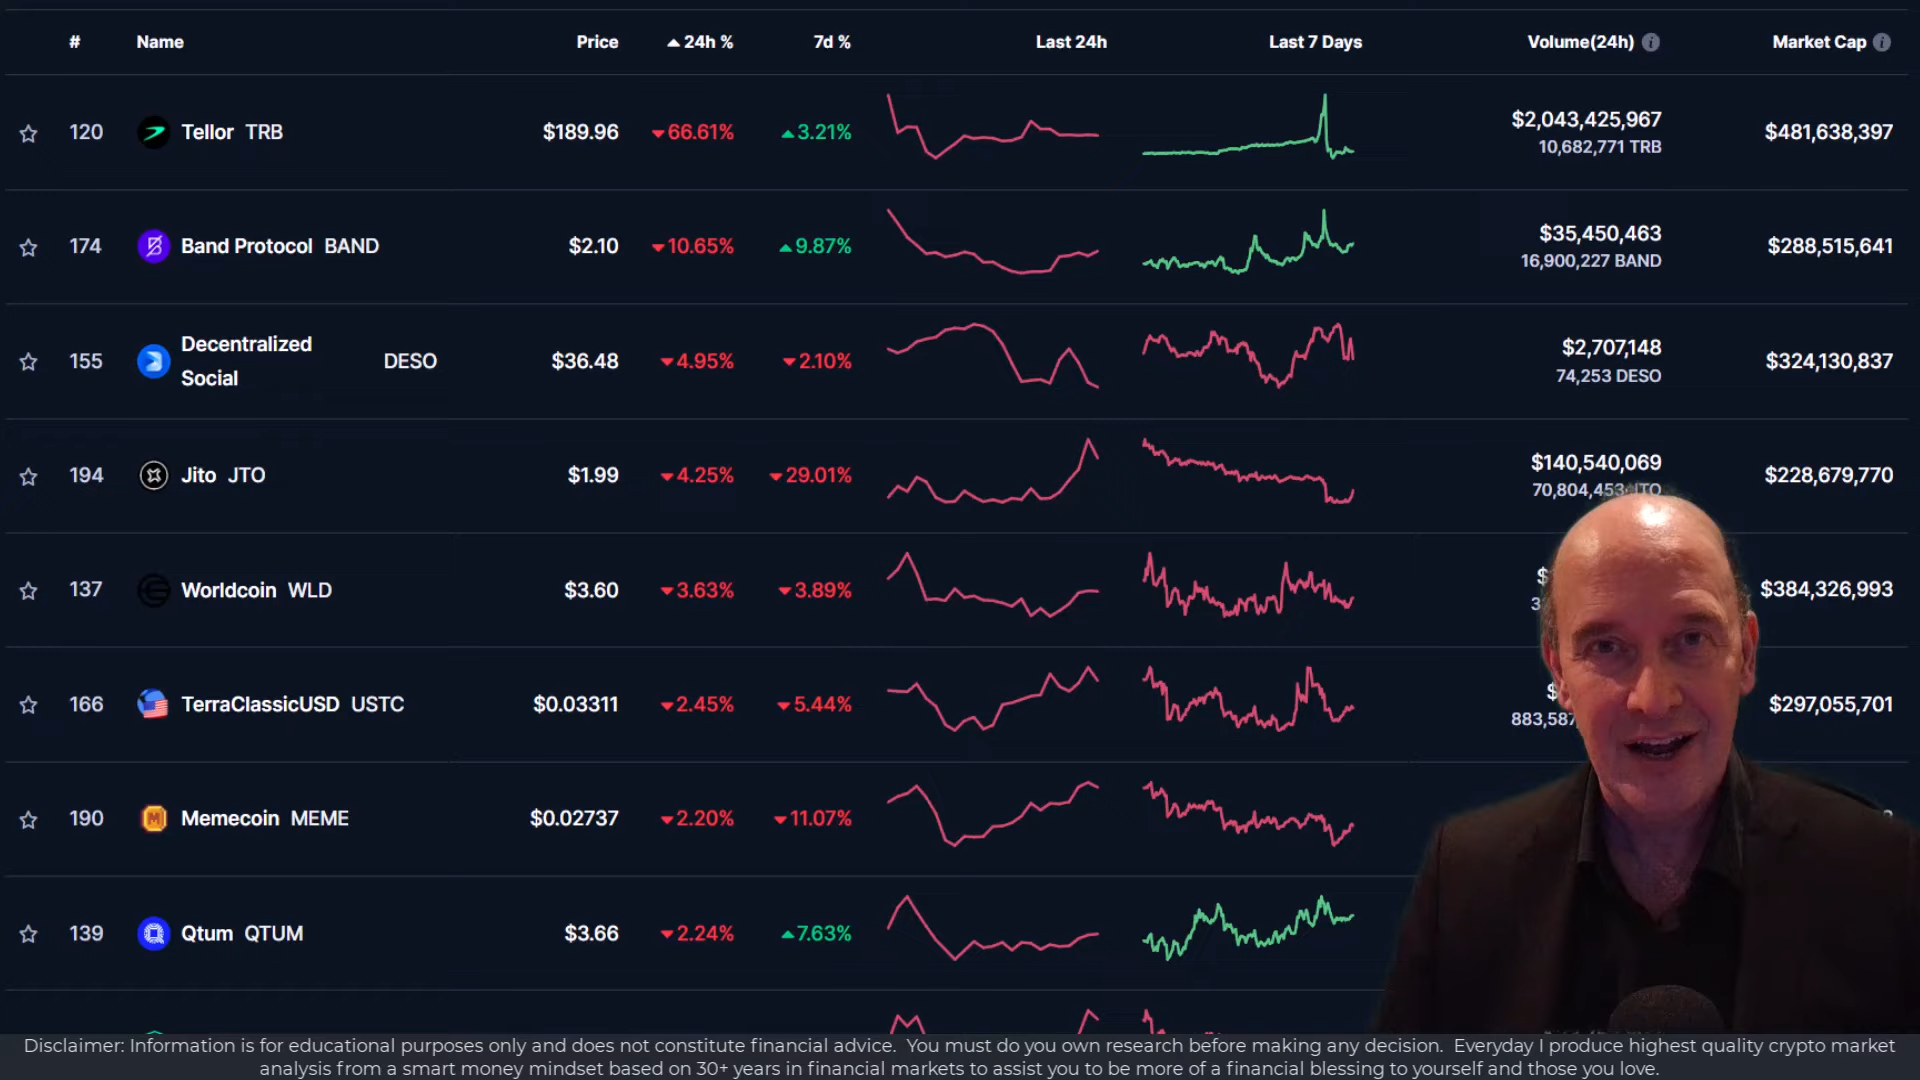 # Name Price ▲ 24h % 7d % Last 24h Last 7 Days Volume(24h) i Market Cap i
120 Tellor TRB $189.96 ▼66.61% ▲3.21% $2,043,425,967 $481,638,397
10,682,771 TRB
174 Band Protocol BAND $2.10 ▼10.65% ▲9.87% $35,450,463 $288,515,641
16,900,227 BAND
Decentralized
Social
155 DESO $36.48 ▼4.95% ▼2.10% $2,707,148 $324,130,837
74,253 DESO
194 Jito JTO $1.99 ▼4.25% ▼29.01% $140,540,069 $228,679,770
70,804,453 JTO
137 Worldcoin WLD $3.60 ▼3.63% ▼3.89% $ $384,326,993
166 TerraClassicUSD USTC $0.03311 ▼2.45% ▼5.44% $ $297,055,701
883,587
190 Memecoin MEME $0.02737 ▼2.20% ▼11.07%
139 Qtum QTUM $3.66 ▼2.24% ▲7.63%
Disclaimer: Information is for educational purposes only and does not constitute financial advice. You must do you own research before making any decision. Everyday I produce highest quality crypto market
analysis from a smart money mindset based on 30+ years in financial markets to assist you to be more of a financial blessing to yourself and those you love.